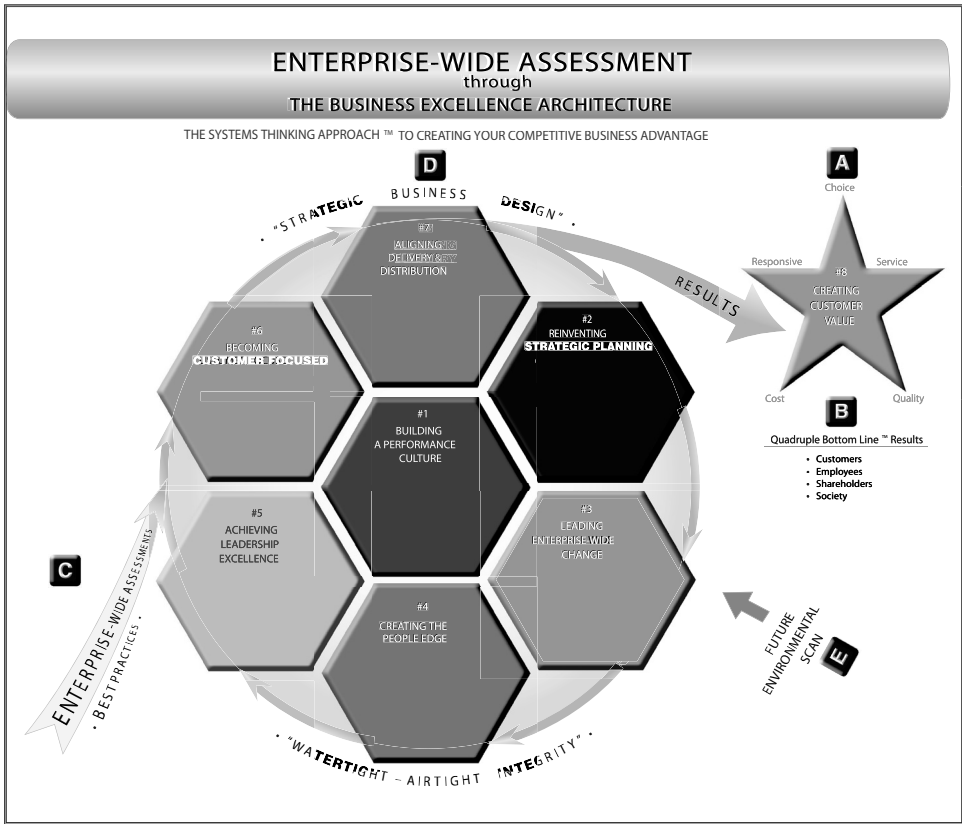 ENTERPRISE-WIDE ASSESSMENT
through
THE BUSINESS EXCELLENCE ARCHITECTURE
THE SYSTEMS THINKING APPROACH ™ TO CREATING YOUR COMPETITIVE BUSINESS ADVANTAGE
D
• "STRATEGIC BUSINESS DESIGN" •
A
Choice
Responsive
Service
#8
CREATING
CUSTOMER
VALUE
Cost
Quality
RESULTS
B
Quadruple Bottom Line ™ Results
• Customers
• Employees
• Shareholders
• Society
#7
ALIGNING
DELIVERY &
DISTRIBUTION
#6
BECOMING
CUSTOMER FOCUSED
#2
REINVENTING
STRATEGIC PLANNING
#1
BUILDING
A PERFORMANCE
CULTURE
#5
ACHIEVING
LEADERSHIP
EXCELLENCE
#3
LEADING
ENTERPRISE-WIDE
CHANGE
#4
CREATING THE
PEOPLE EDGE
C
ENTERPRISE-WIDE ASSESSMENTS
• BEST PRACTICES •
FUTURE
ENVIRONMENTAL
SCAN
E
• "WATERTIGHT – AIRTIGHT INTEGRITY" •